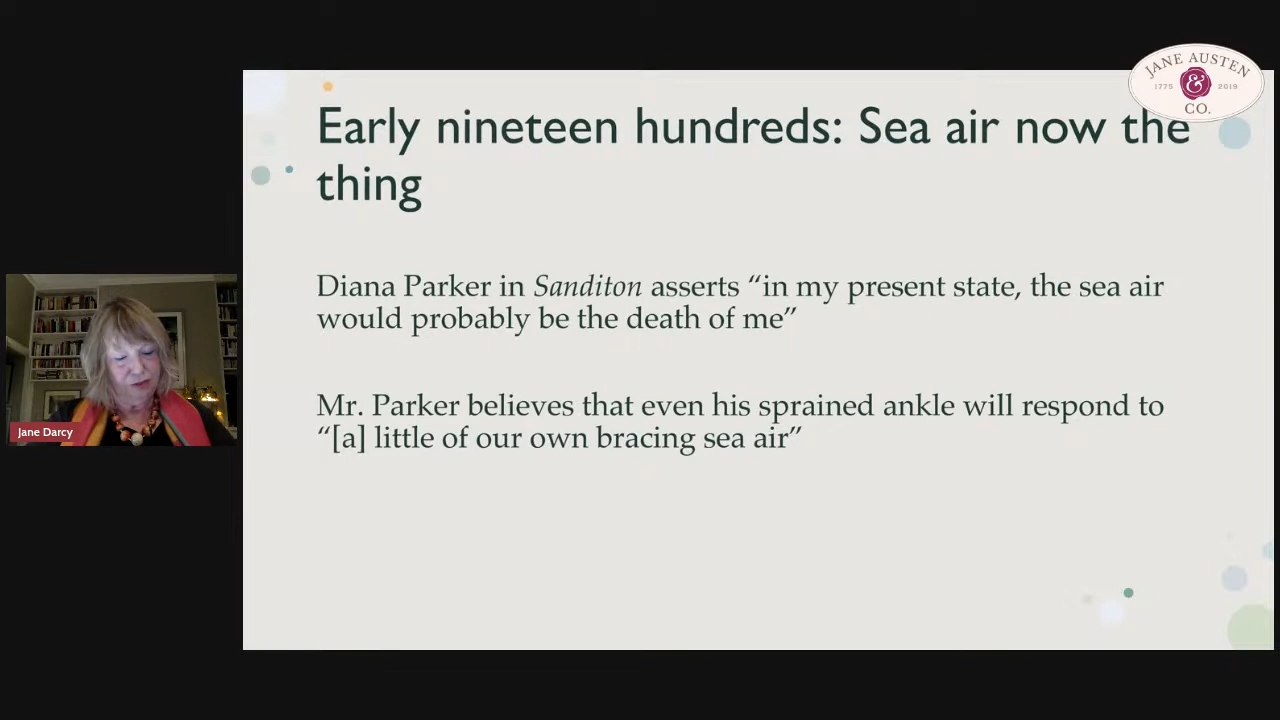 JANE AUSTEN
1775 & 2019
CO.
Early nineteen hundreds: Sea air now the
thing
Diana Parker in Sanditon asserts “in my present state, the sea air
would probably be the death of me”
Mr. Parker believes that even his sprained ankle will respond to
“[a] little of our own bracing sea air”
Jane Darcy